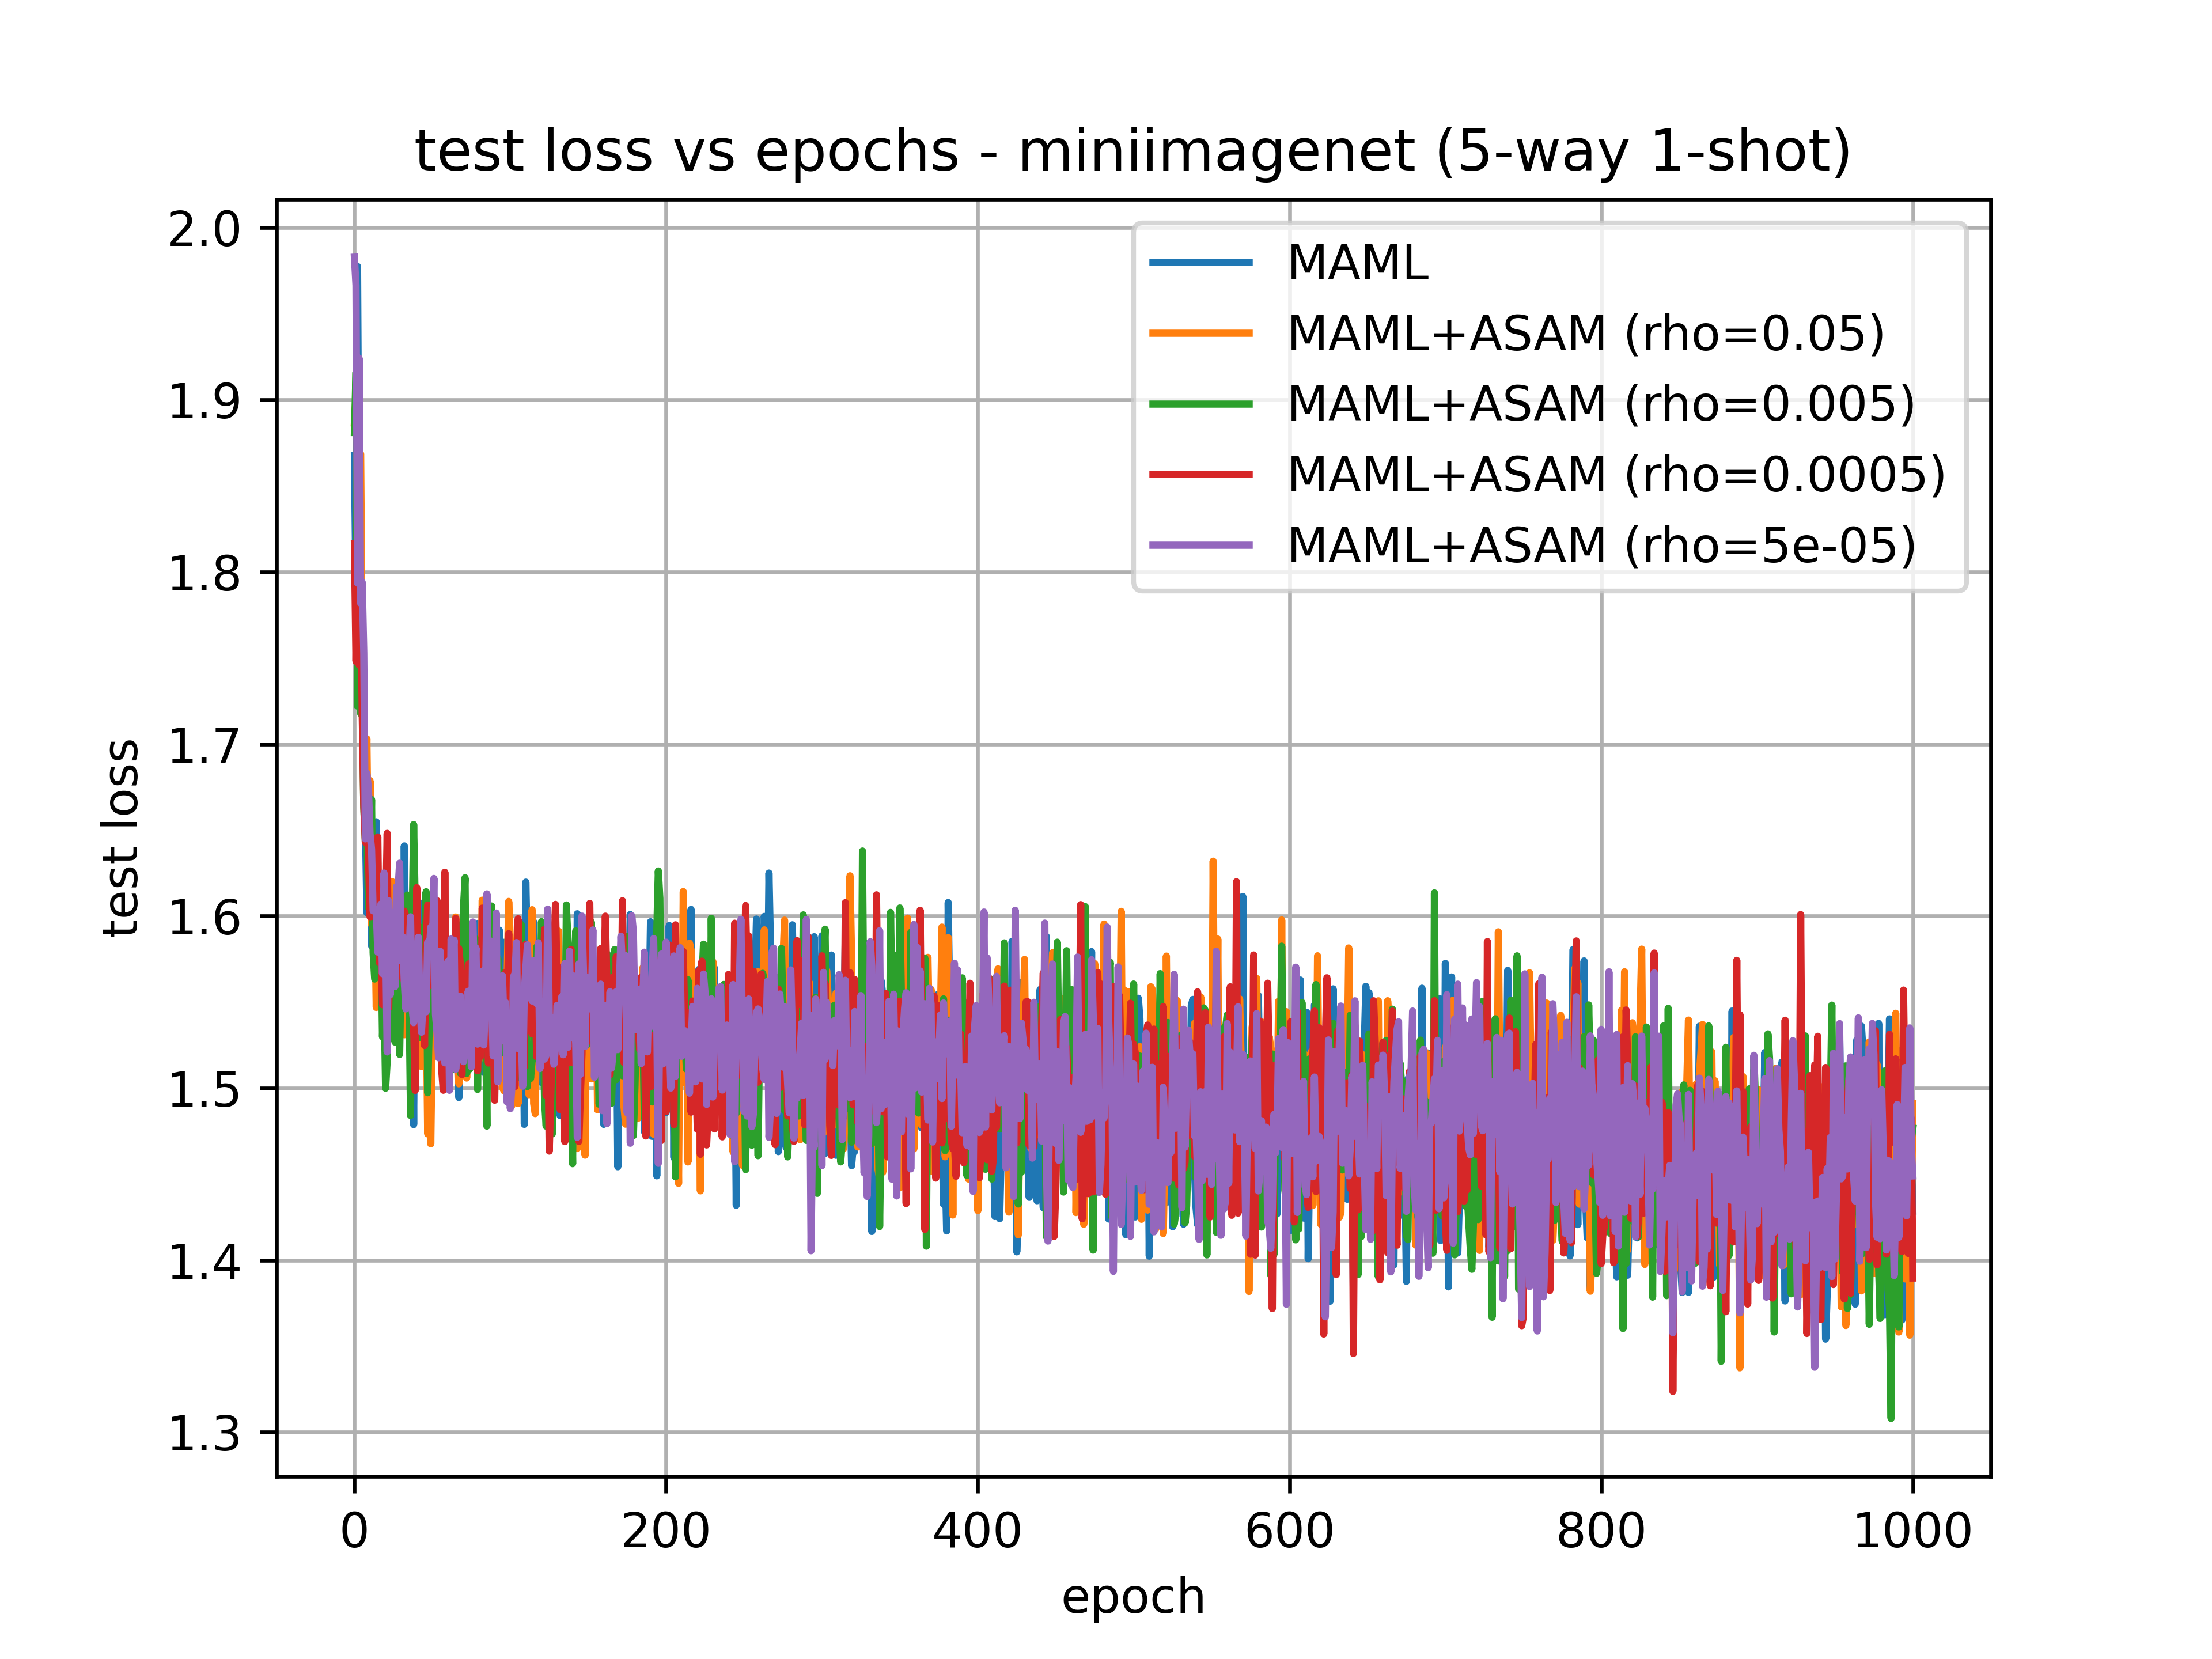 test loss vs epochs - miniimagenet (5-way 1-shot)
MAML
MAML+ASAM (rho=0.05)
MAML+ASAM (rho=0.005)
MAML+ASAM (rho=0.0005)
MAML+ASAM (rho=5e-05)
test loss
2.0
1.9
1.8
1.7
1.6
1.5
1.4
1.3
0 200 400 600 800 1000
epoch